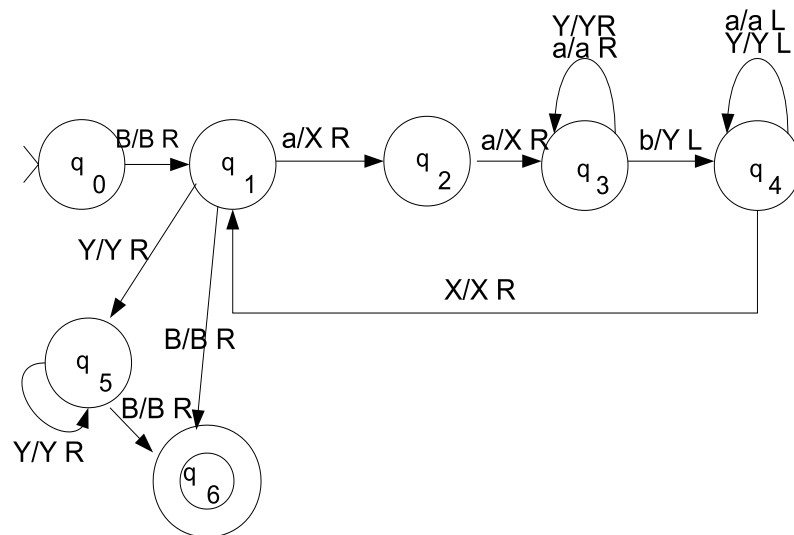 Y/YR
a/a R
a/a L
Y/Y L
B/B R
a/X R
a/X R
b/Y L
q 0
q 1
q 2
q 3
q 4
Y/Y R
X/X R
B/B R
q 5
B/B R
Y/Y R
q 6